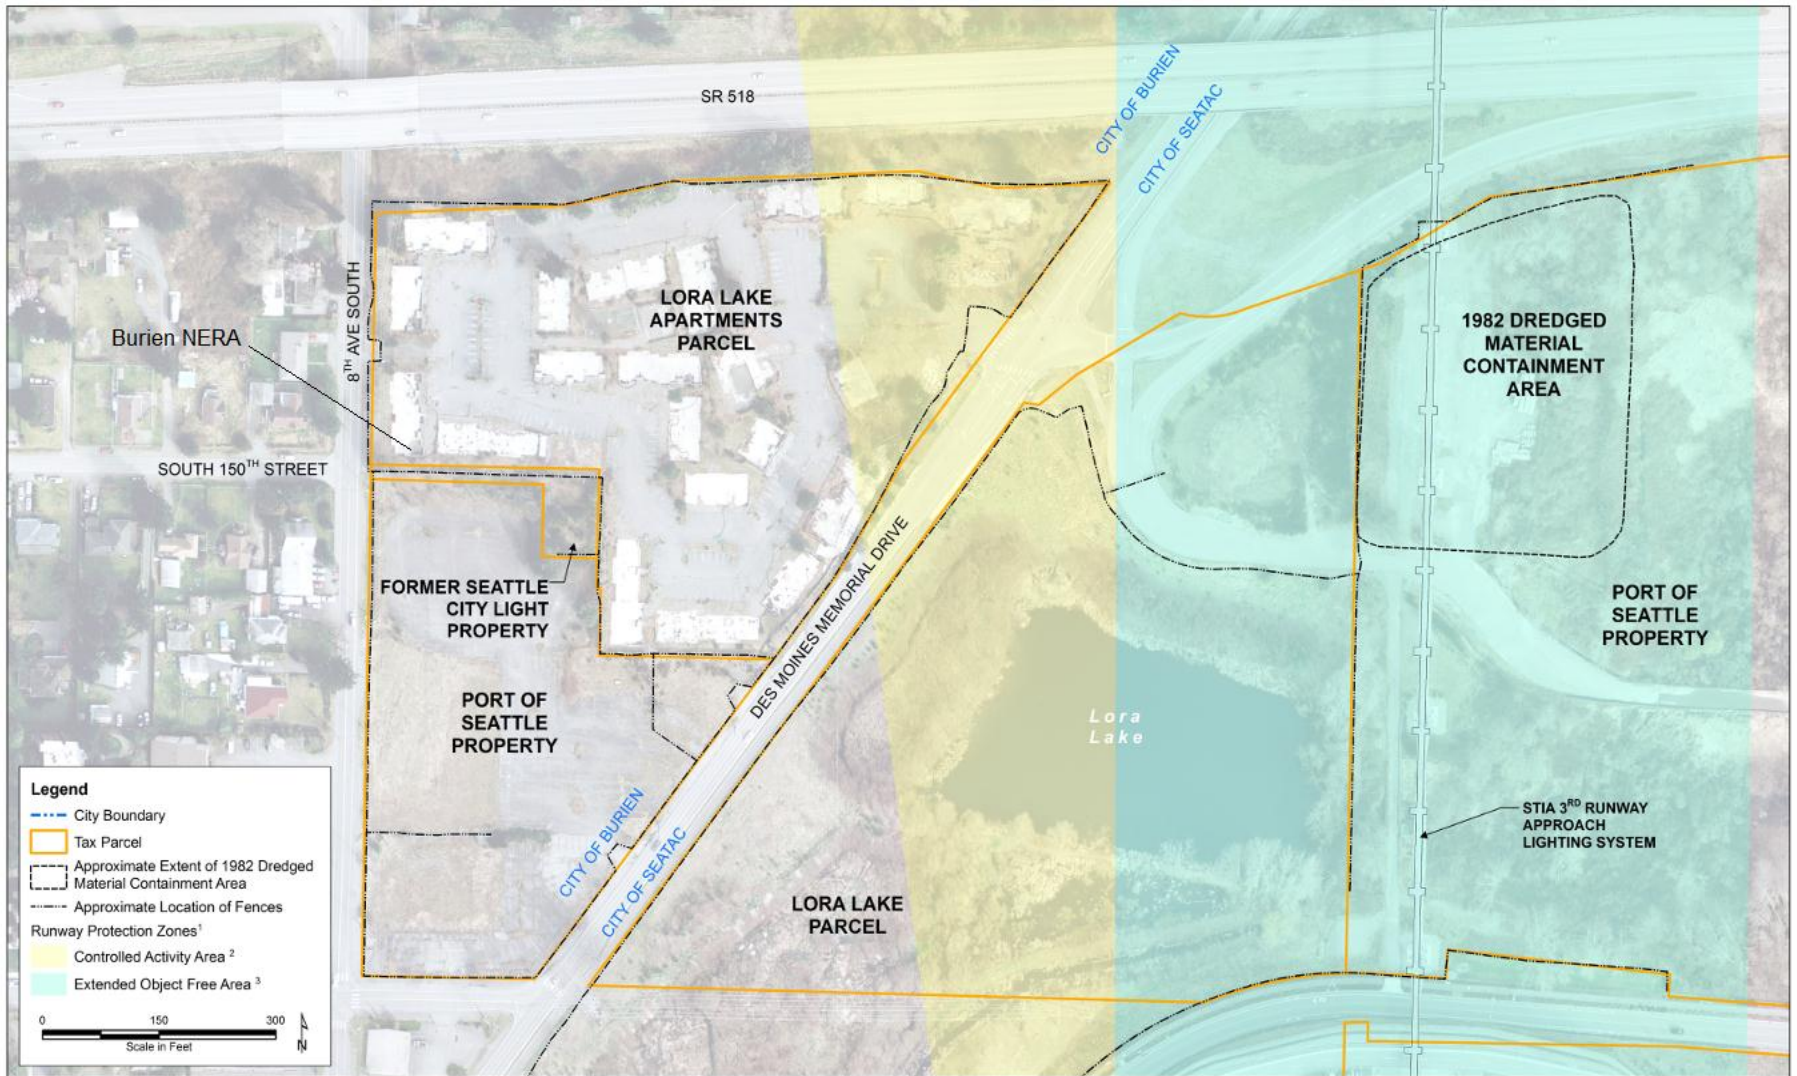 SR 518
CITY OF BURIEN
CITY OF SEATAC
8TH AVE SOUTH
Burien NERA
LORA LAKE
APARTMENTS
PARCEL
1982 DREDGED
MATERIAL
CONTAINMENT
AREA
SOUTH 150TH STREET
DES MOINES MEMORIAL DRIVE
FORMER SEATTLE
CITY LIGHT
PROPERTY
PORT OF
SEATTLE
PROPERTY
PORT OF
SEATTLE
PROPERTY
Lora
Lake
STIA 3RD RUNWAY
APPROACH
LIGHTING SYSTEM
CITY OF BURIEN
CITY OF SEATAC
LORA LAKE
PARCEL
Legend
City Boundary
Tax Parcel
Approximate Extent of 1982 Dredged
Material Containment Area
Approximate Location of Fences
Runway Protection Zones1
Controlled Activity Area 2
Extended Object Free Area 3
0 150 300
Scale in Feet
N